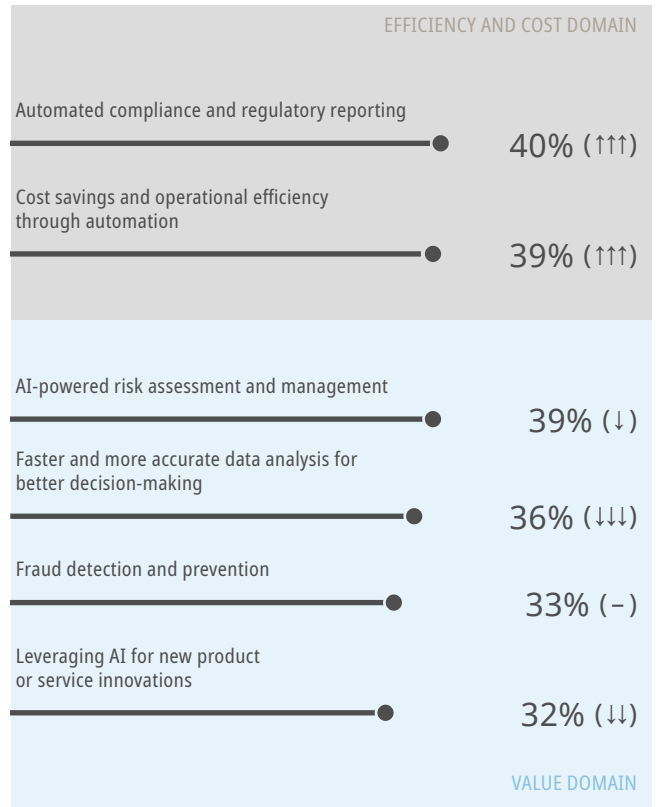 EFFICIENCY AND COST DOMAIN
Automated compliance and regulatory reporting
40% (↑↑↑)
Cost savings and operational efficiency
through automation
39% (↑↑↑)
AI-powered risk assessment and management
39% (↓)
Faster and more accurate data analysis for
better decision-making
36% (↓↓↓)
Fraud detection and prevention
33% (–)
Leveraging AI for new product
or service innovations
32% (↓↓)
VALUE DOMAIN